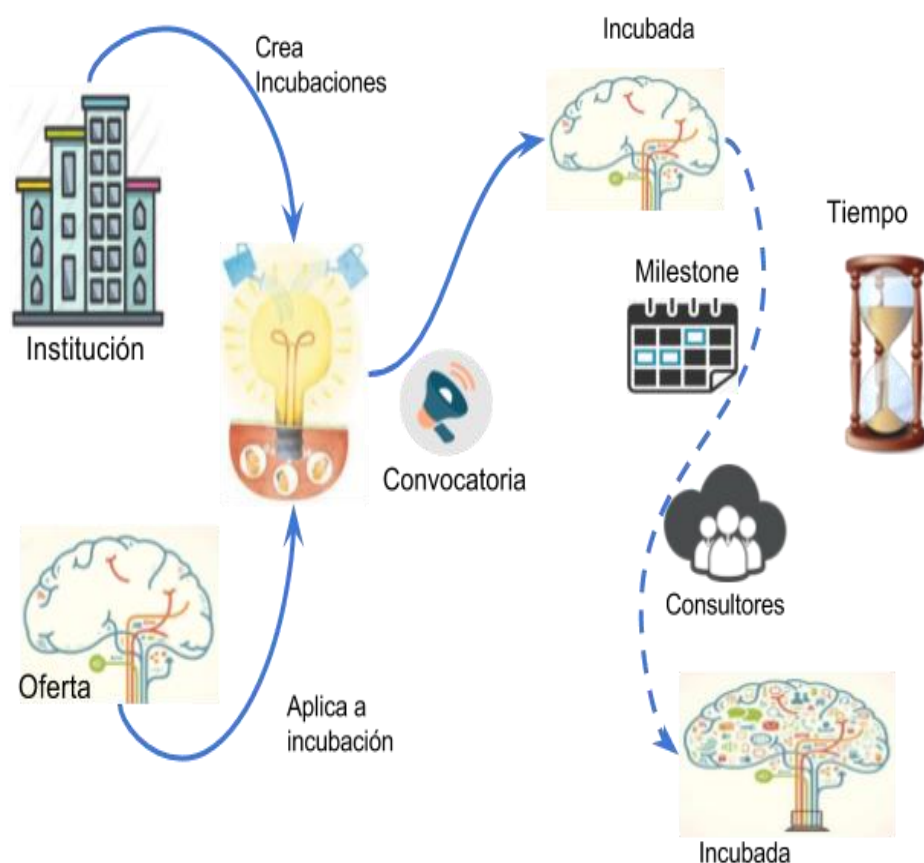 Crea
Incubaciones
Incubada
Tiempo
Milestone
Institución
Convocatoria
Consultores
Oferta
Aplica a
incubación
Incubada